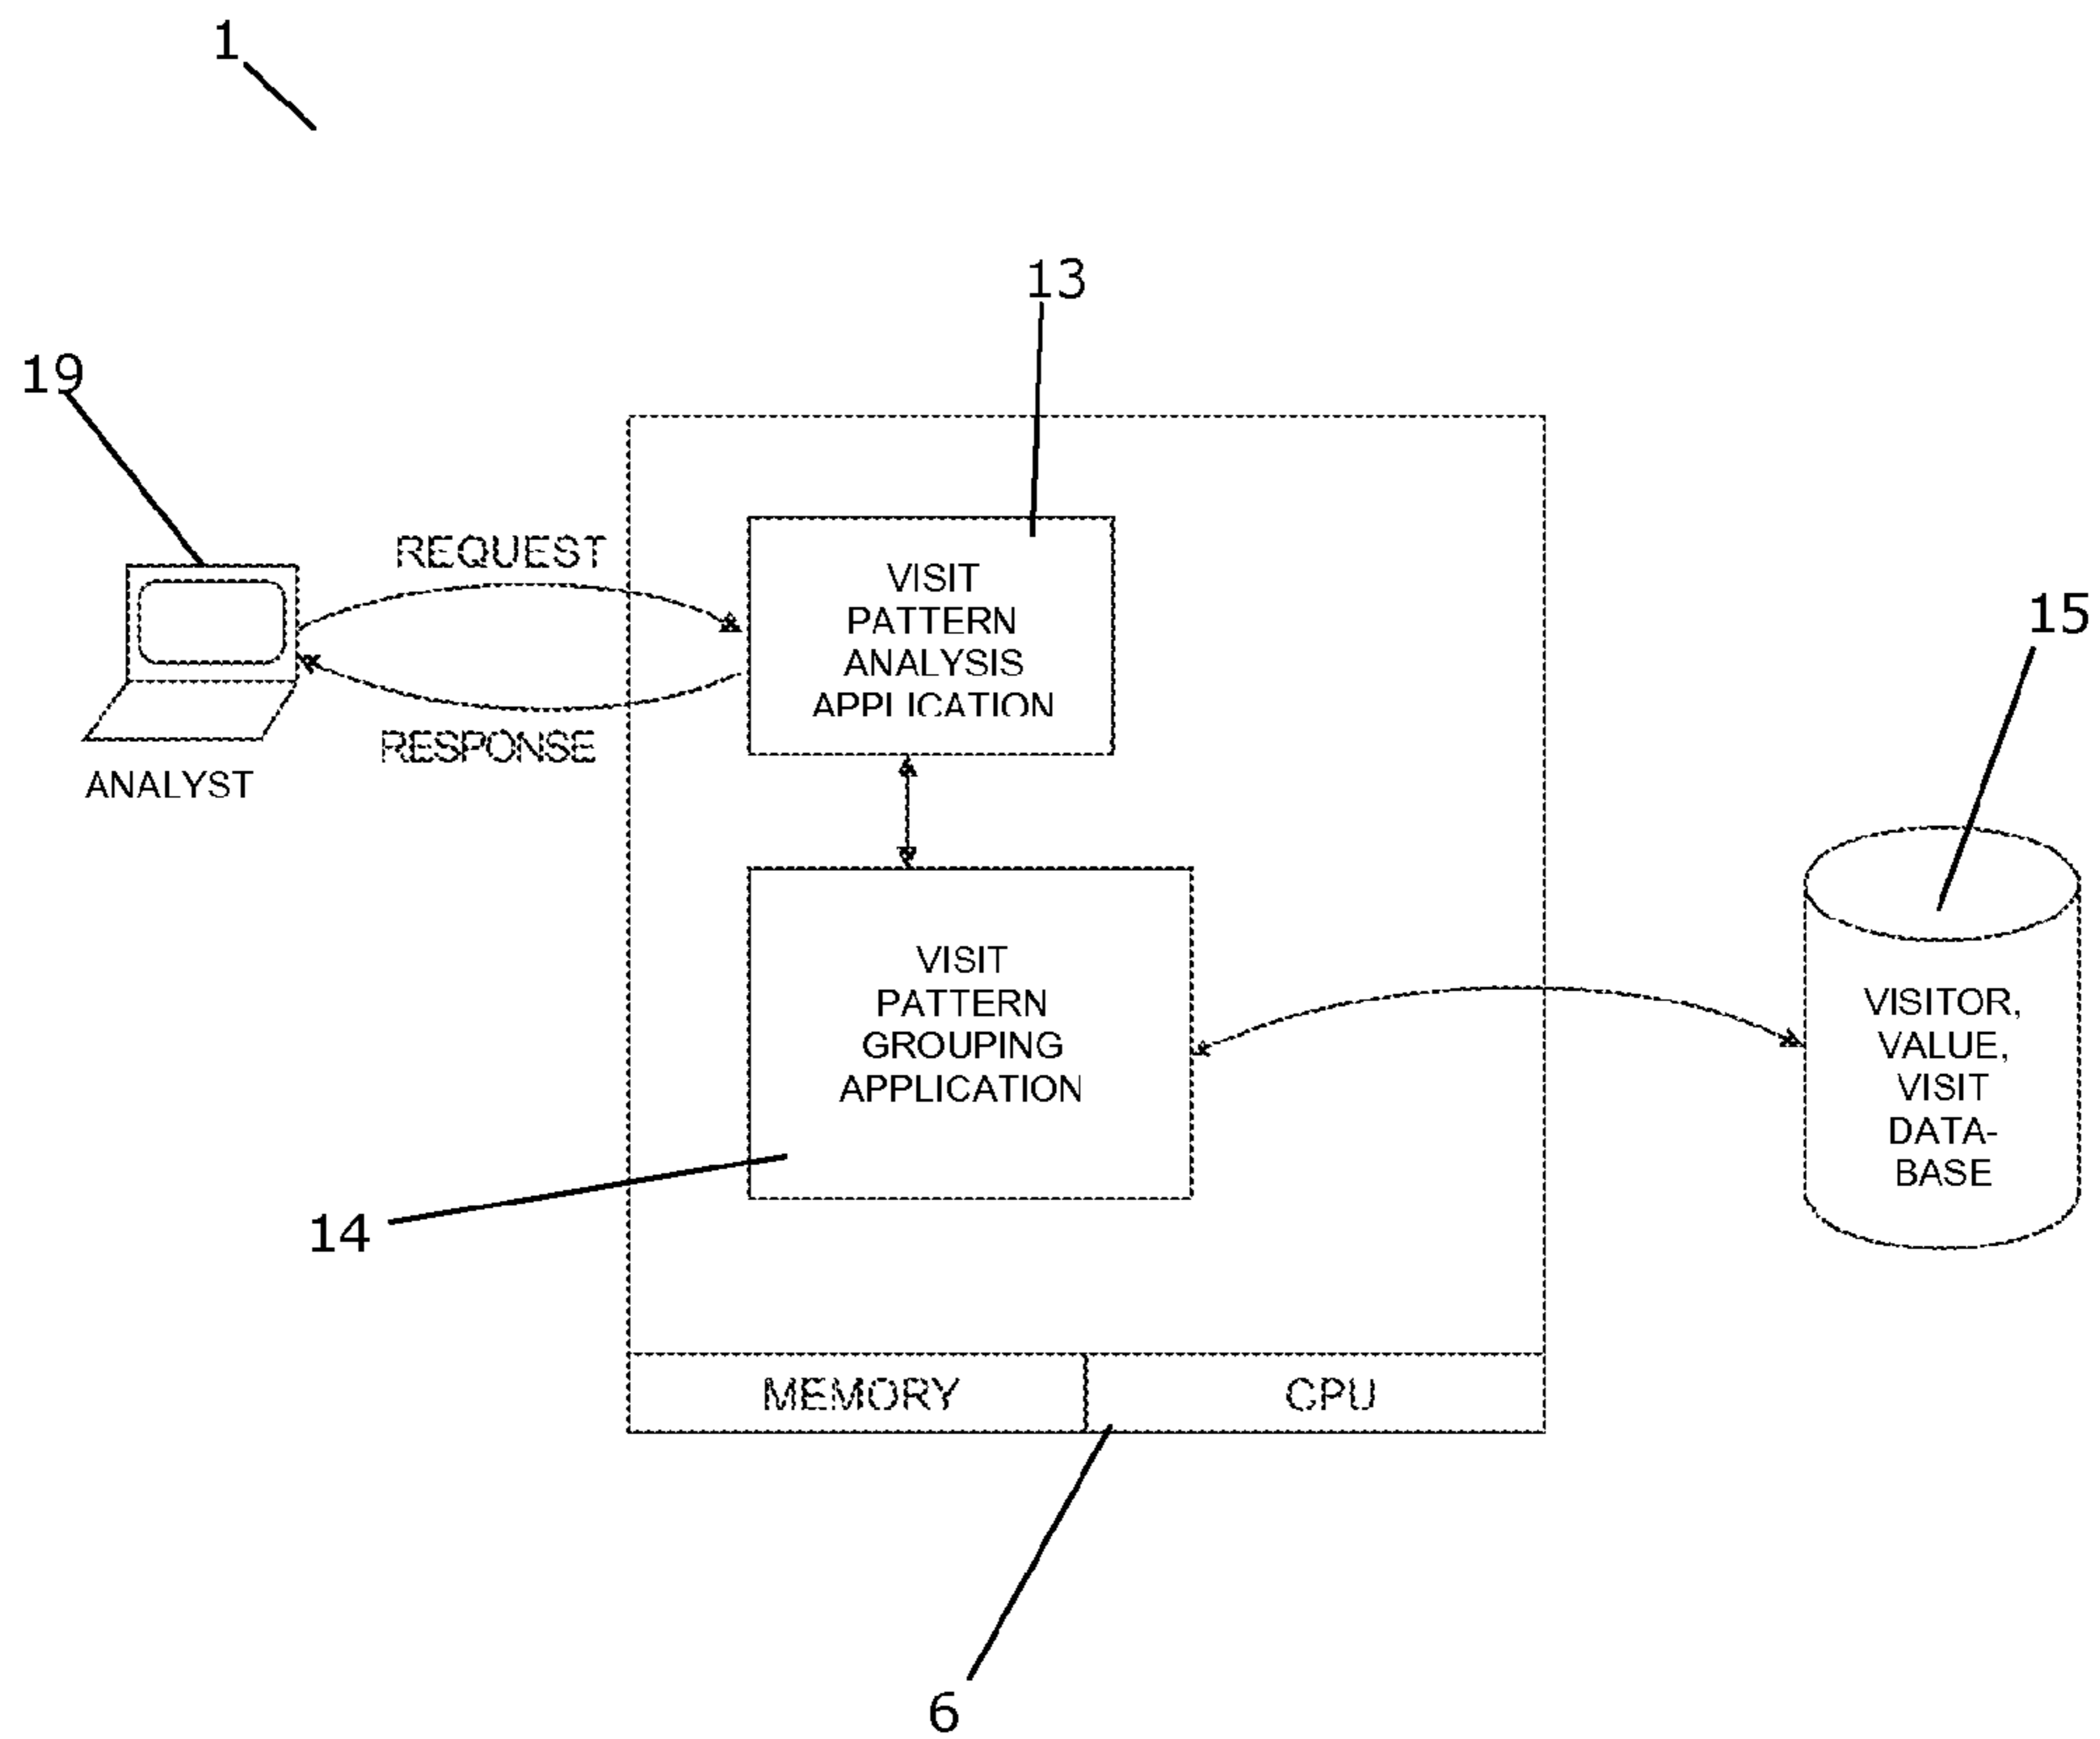 1
13
19
REQUEST
VISIT
PATTERN
ANALYSIS
APPLICATION
15
RESPONSE
ANALYST
VISIT
PATTERN
GROUPING
APPLICATION
VISITOR,
VALUE,
VISIT
DATA-
BASE
14
MEMORY
CPU
6